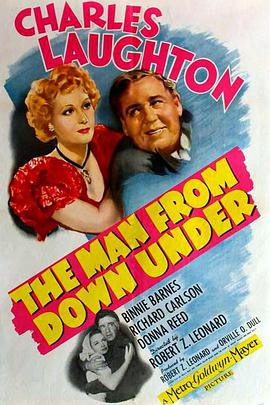 CHARLES
LAUGHTON
THE MAN FROM
DOWN UNDER
BINNIE BARNES
RICHARD CARLSON
DONNA REED
Directed by
ROBERT Z. LEONARD
Produced by
ROBERT Z. LEONARD and ORVILLE O. DULL
A Metro-Goldwyn-Mayer
PICTURE